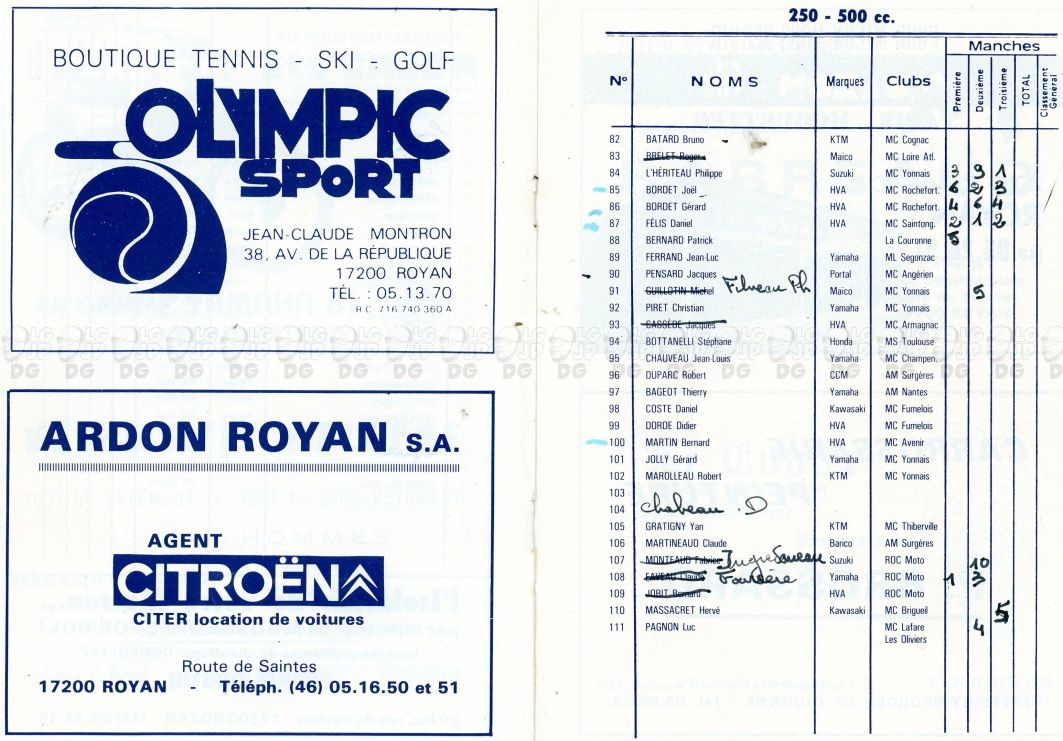 BOUTIQUE TENNIS - SKI - GOLF
OLYMPIC
SPORT
JEAN-CLAUDE MONTRON
38, AV. DE LA RÉPUBLIQUE
17200 ROYAN
TÉL. : 05.13.70
R C 716 740 360 A
ARDON ROYAN S.A.
AGENT
CITROËN
CITER location de voitures
Route de Saintes
17200 ROYAN - Téléph. (46) 05.16.50 et 51
250 - 500 cc.
Manches
N° NOMS Marques Clubs Première Deuxième Troisième TOTAL Classement Général
82 BATARD Bruno KTM MC Cognac
83 BRELET Roger Maico MC Loire Atl.
84 L'HÉRITEAU Philippe Suzuki MC Yonnais 3 9 1
85 BORDET Joël HVA MC Rochefort. 6 2 3
86 BORDET Gérard HVA MC Rochefort. 4 6 4
87 FÉLIS Daniel HVA MC Saintong. 2 1 2
88 BERNARD Patrick La Couronne 5
89 FERRAND Jean-Luc Yamaha ML Segonzac
90 PENSARD Jacques Portal MC Angérien
91 GUILLOTIN Michel Filneau Ph Maico MC Yonnais 5
92 PIRET Christian Yamaha MC Yonnais
93 CASSÈDE Jacques HVA MC Armagnac
94 BOTTANELLI Stéphane Honda MS Toulouse
95 CHAUVEAU Jean-Louis Yamaha MC Champen.
96 DUPARC Robert CCM AM Surgères
97 BAGEOT Thierry Yamaha AM Nantes
98 COSTE Daniel Kawasaki MC Fumelois
99 DORDE Didier HVA MC Fumelois
100 MARTIN Bernard HVA MC Avenir
101 JOLLY Gérard Yamaha MC Yonnais
102 MAROLLEAU Robert KTM MC Yonnais
103
104 Chabeau . D
105 GRATIGNY Yan KTM MC Thiberville
106 MARTINEAUD Claude Barico AM Surgères
107 MONTEAUD Fabrice Suzuki ROC Moto 10
108 FAVEAU Claude Yamaha ROC Moto 1 3
109 JOBIT Bernard HVA ROC Moto
110 MASSACRET Hervé Kawasaki MC Brigueil 5
111 PAGNON Luc MC Lafare 4
Les Oliviers